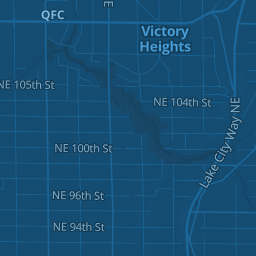 QFC
E
Victory
Heights
NE 105th St
NE 104th St
NE 100th St
Lake City Way NE
NE 96th St
NE 94th St